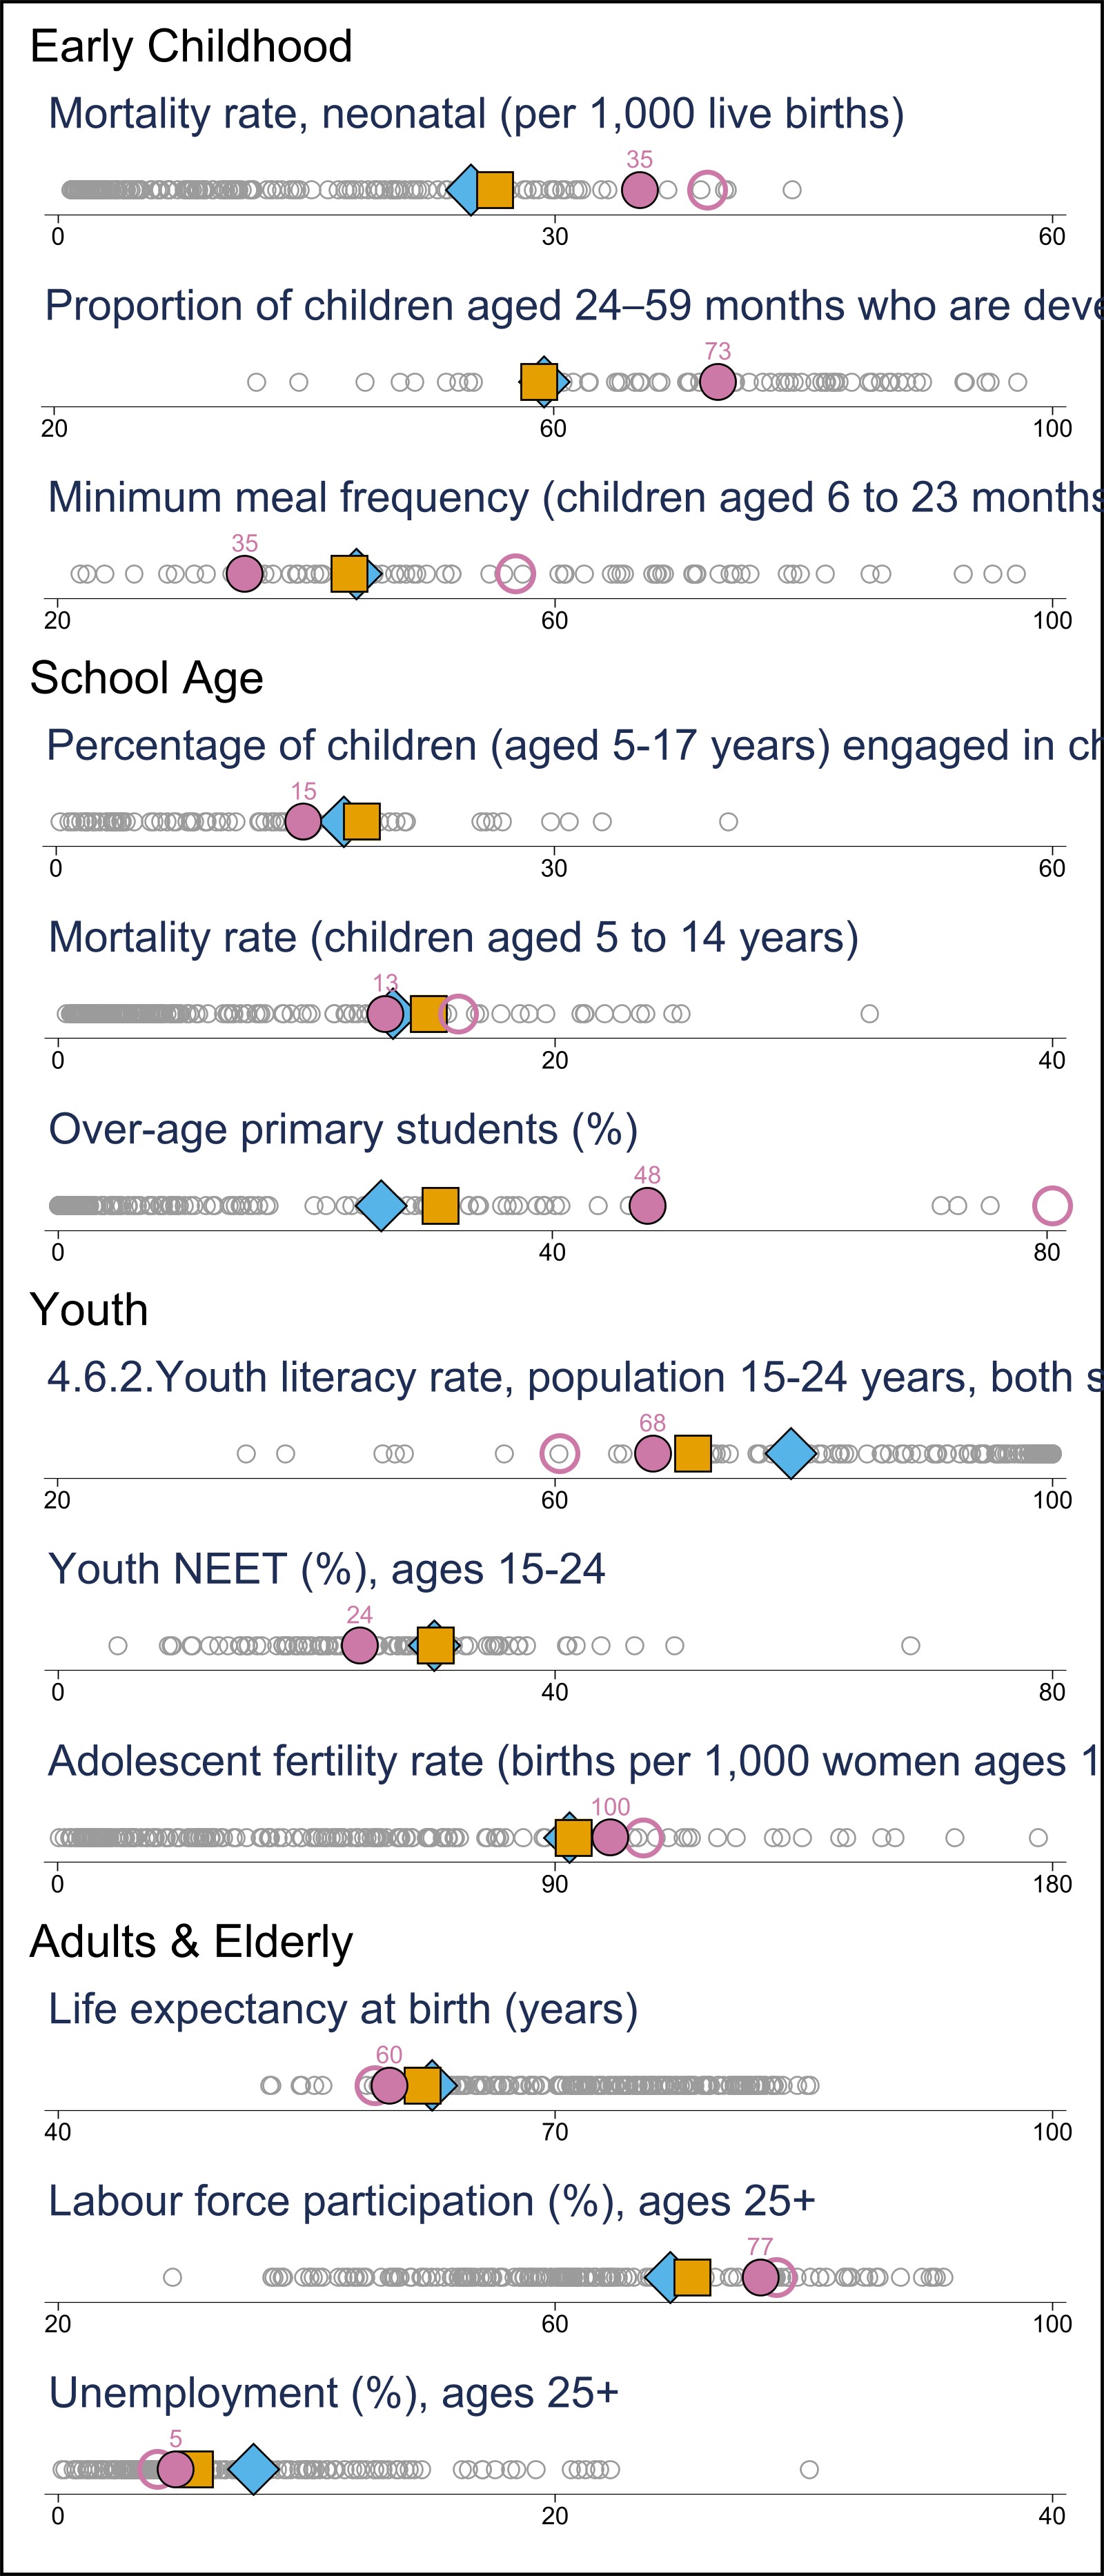 Early Childhood
Mortality rate, neonatal (per 1,000 live births)
35
0 30 60
Proportion of children aged 24–59 months who are deve
73
20 60 100
Minimum meal frequency (children aged 6 to 23 months
35
20 60 100
School Age
Percentage of children (aged 5-17 years) engaged in ch
15
0 30 60
Mortality rate (children aged 5 to 14 years)
13
0 20 40
Over-age primary students (%)
48
0 40 80
Youth
4.6.2.Youth literacy rate, population 15-24 years, both s
68
20 60 100
Youth NEET (%), ages 15-24
24
0 40 80
Adolescent fertility rate (births per 1,000 women ages 1
100
0 90 180
Adults & Elderly
Life expectancy at birth (years)
60
40 70 100
Labour force participation (%), ages 25+
77
20 60 100
Unemployment (%), ages 25+
5
0 20 40